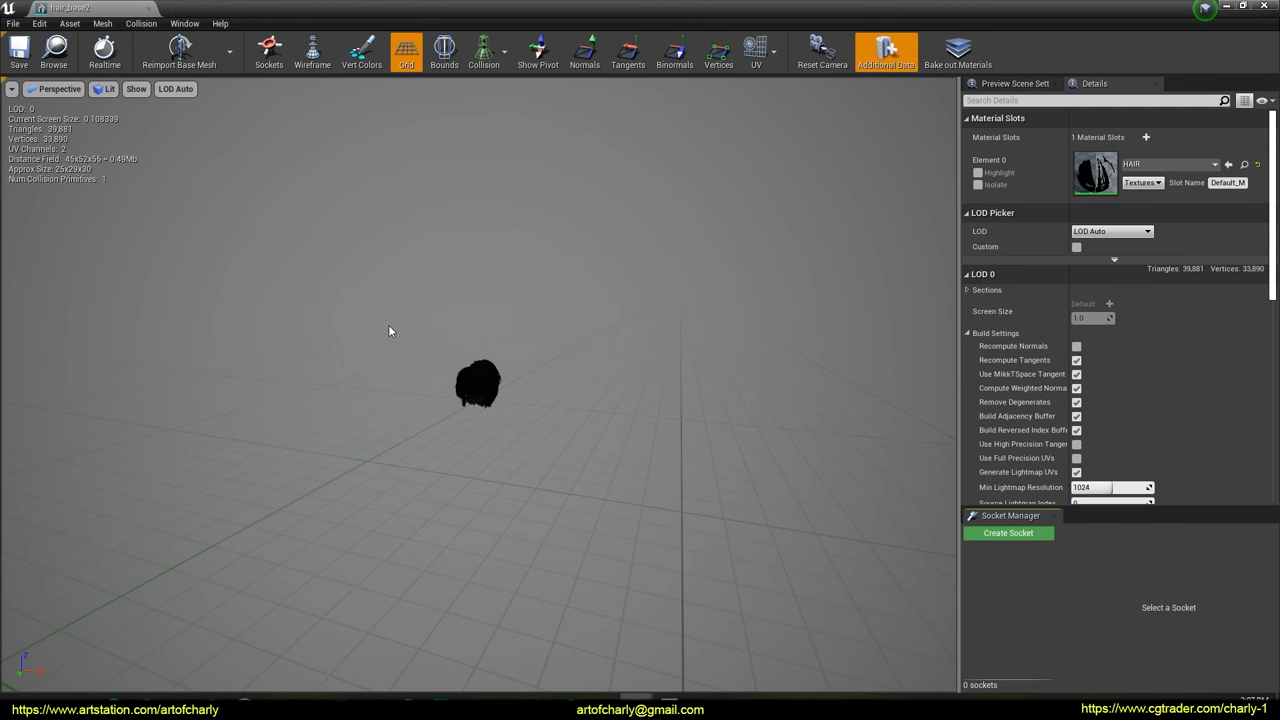 hair_base2
File Edit Asset Mesh Collision Window Help
Save Browse Realtime Reimport Base Mesh Sockets Wireframe Vert Colors Grid Bounds Collision Show Pivot Normals Tangents Binormals Vertices UV Reset Camera Additional Data Bake out Materials
Perspective Lit Show LOD Auto
LOD: 0
Current Screen Size: 0.108339
Triangles: 39,881
Vertices: 33,890
UV Channels: 2
Distance Field: 45x52x55 = 0.49Mb
Approx Size: 25x29x30
Num Collision Primitives: 1
Preview Scene Sett Details
Search Details
Material Slots
Material Slots 1 Material Slots
Element 0
HAIR
Highlight
Isolate
Textures Slot Name Default_M
LOD Picker
LOD LOD Auto
Custom
LOD 0 Triangles: 39,881 Vertices: 33,890
Sections
Screen Size Default
1.0
Build Settings
Recompute Normals
Recompute Tangents
Use MikkTSpace Tangent
Compute Weighted Norma
Remove Degenerates
Build Adjacency Buffer
Build Reversed Index Buff
Use High Precision Tanger
Use Full Precision UVs
Generate Lightmap UVs
Min Lightmap Resolution 1024
Source Lightmap Index 0
Socket Manager
Create Socket
Select a Socket
0 sockets
Z
https://www.artstation.com/artofcharly artofcharly@gmail.com https://www.cgtrader.com/charly-1